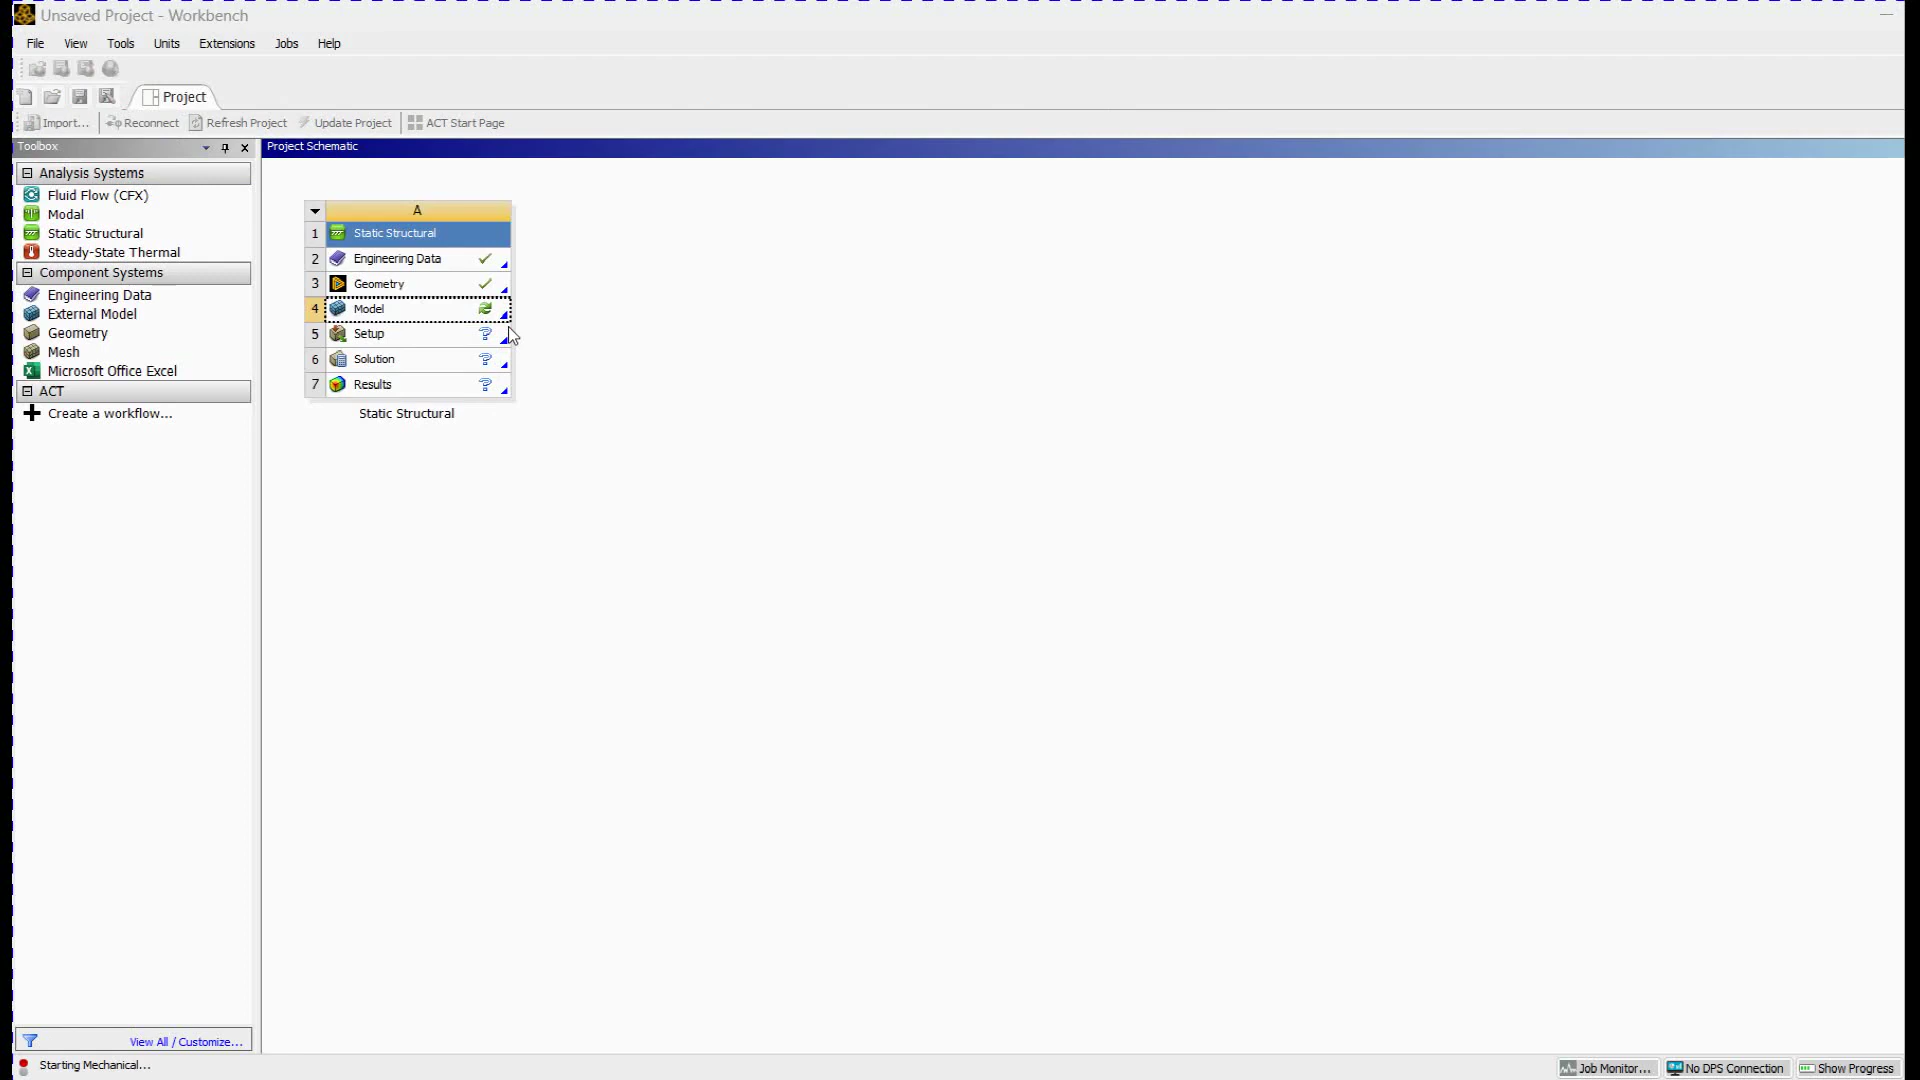 Unsaved Project - Workbench
File View Tools Units Extensions Jobs Help
Project
Import... Reconnect Refresh Project Update Project ACT Start Page
Toolbox
Analysis Systems
Fluid Flow (CFX)
Modal
Static Structural
Steady-State Thermal
Component Systems
Engineering Data
External Model
Geometry
Mesh
Microsoft Office Excel
ACT
Create a workflow...
View All / Customize...
Project Schematic
A
1 Static Structural
2 Engineering Data
3 Geometry
4 Model
5 Setup ?
6 Solution ?
7 Results ?
Static Structural
Starting Mechanical...
Job Monitor... No DPS Connection Show Progress